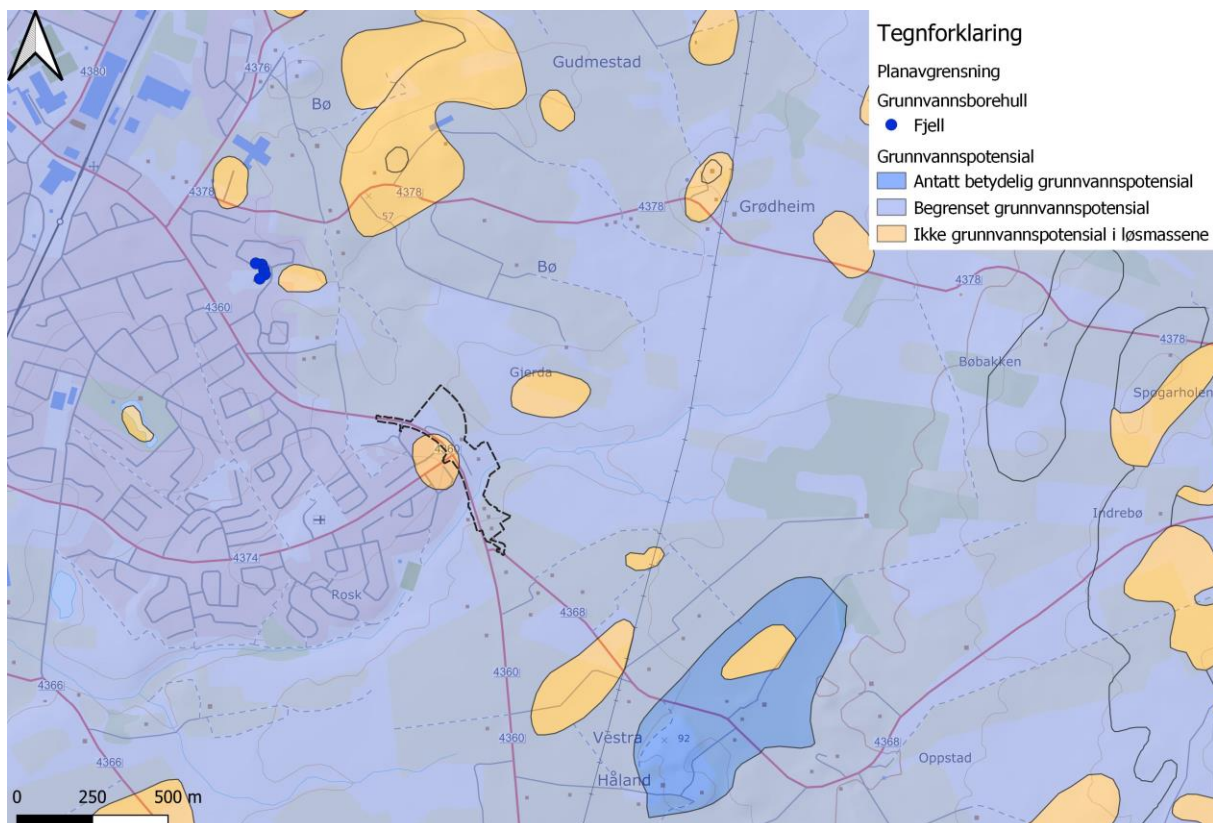 Tegnforklaring
Planavgrensning
Grunnvannsborehull
Fjell
Grunnvannspotensial
Antatt betydelig grunnvannspotensial
Begrenset grunnvannspotensial
Ikke grunnvannspotensial i løsmassene
4380
4376
Gudmestad
Bø
4378
4378
57
4378
Grødheim
Bø
4378
4360
4378
Bøbakken
Gjerda
Spogarholen
4360
Indrebø
4374
Rosk
4368
4366
4360
Vestra
92
4368
4360
Oppstad
4366
Håland
0 250 500 m